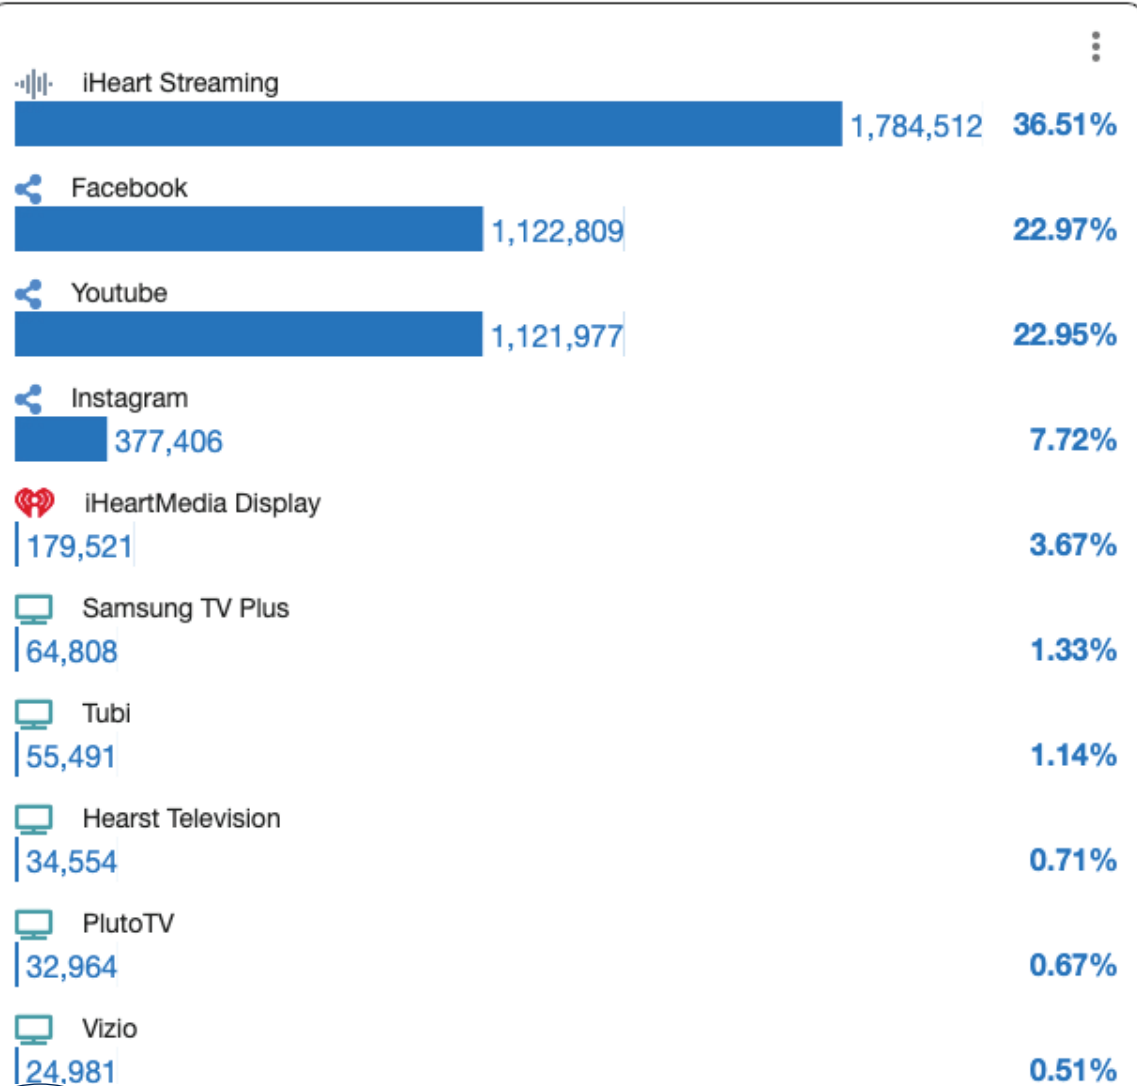 iHeart Streaming
1,784,512 36.51%
Facebook
1,122,809 22.97%
Youtube
1,121,977 22.95%
Instagram
377,406 7.72%
iHeartMedia Display
179,521 3.67%
Samsung TV Plus
64,808 1.33%
Tubi
55,491 1.14%
Hearst Television
34,554 0.71%
PlutoTV
32,964 0.67%
Vizio
24,981 0.51%